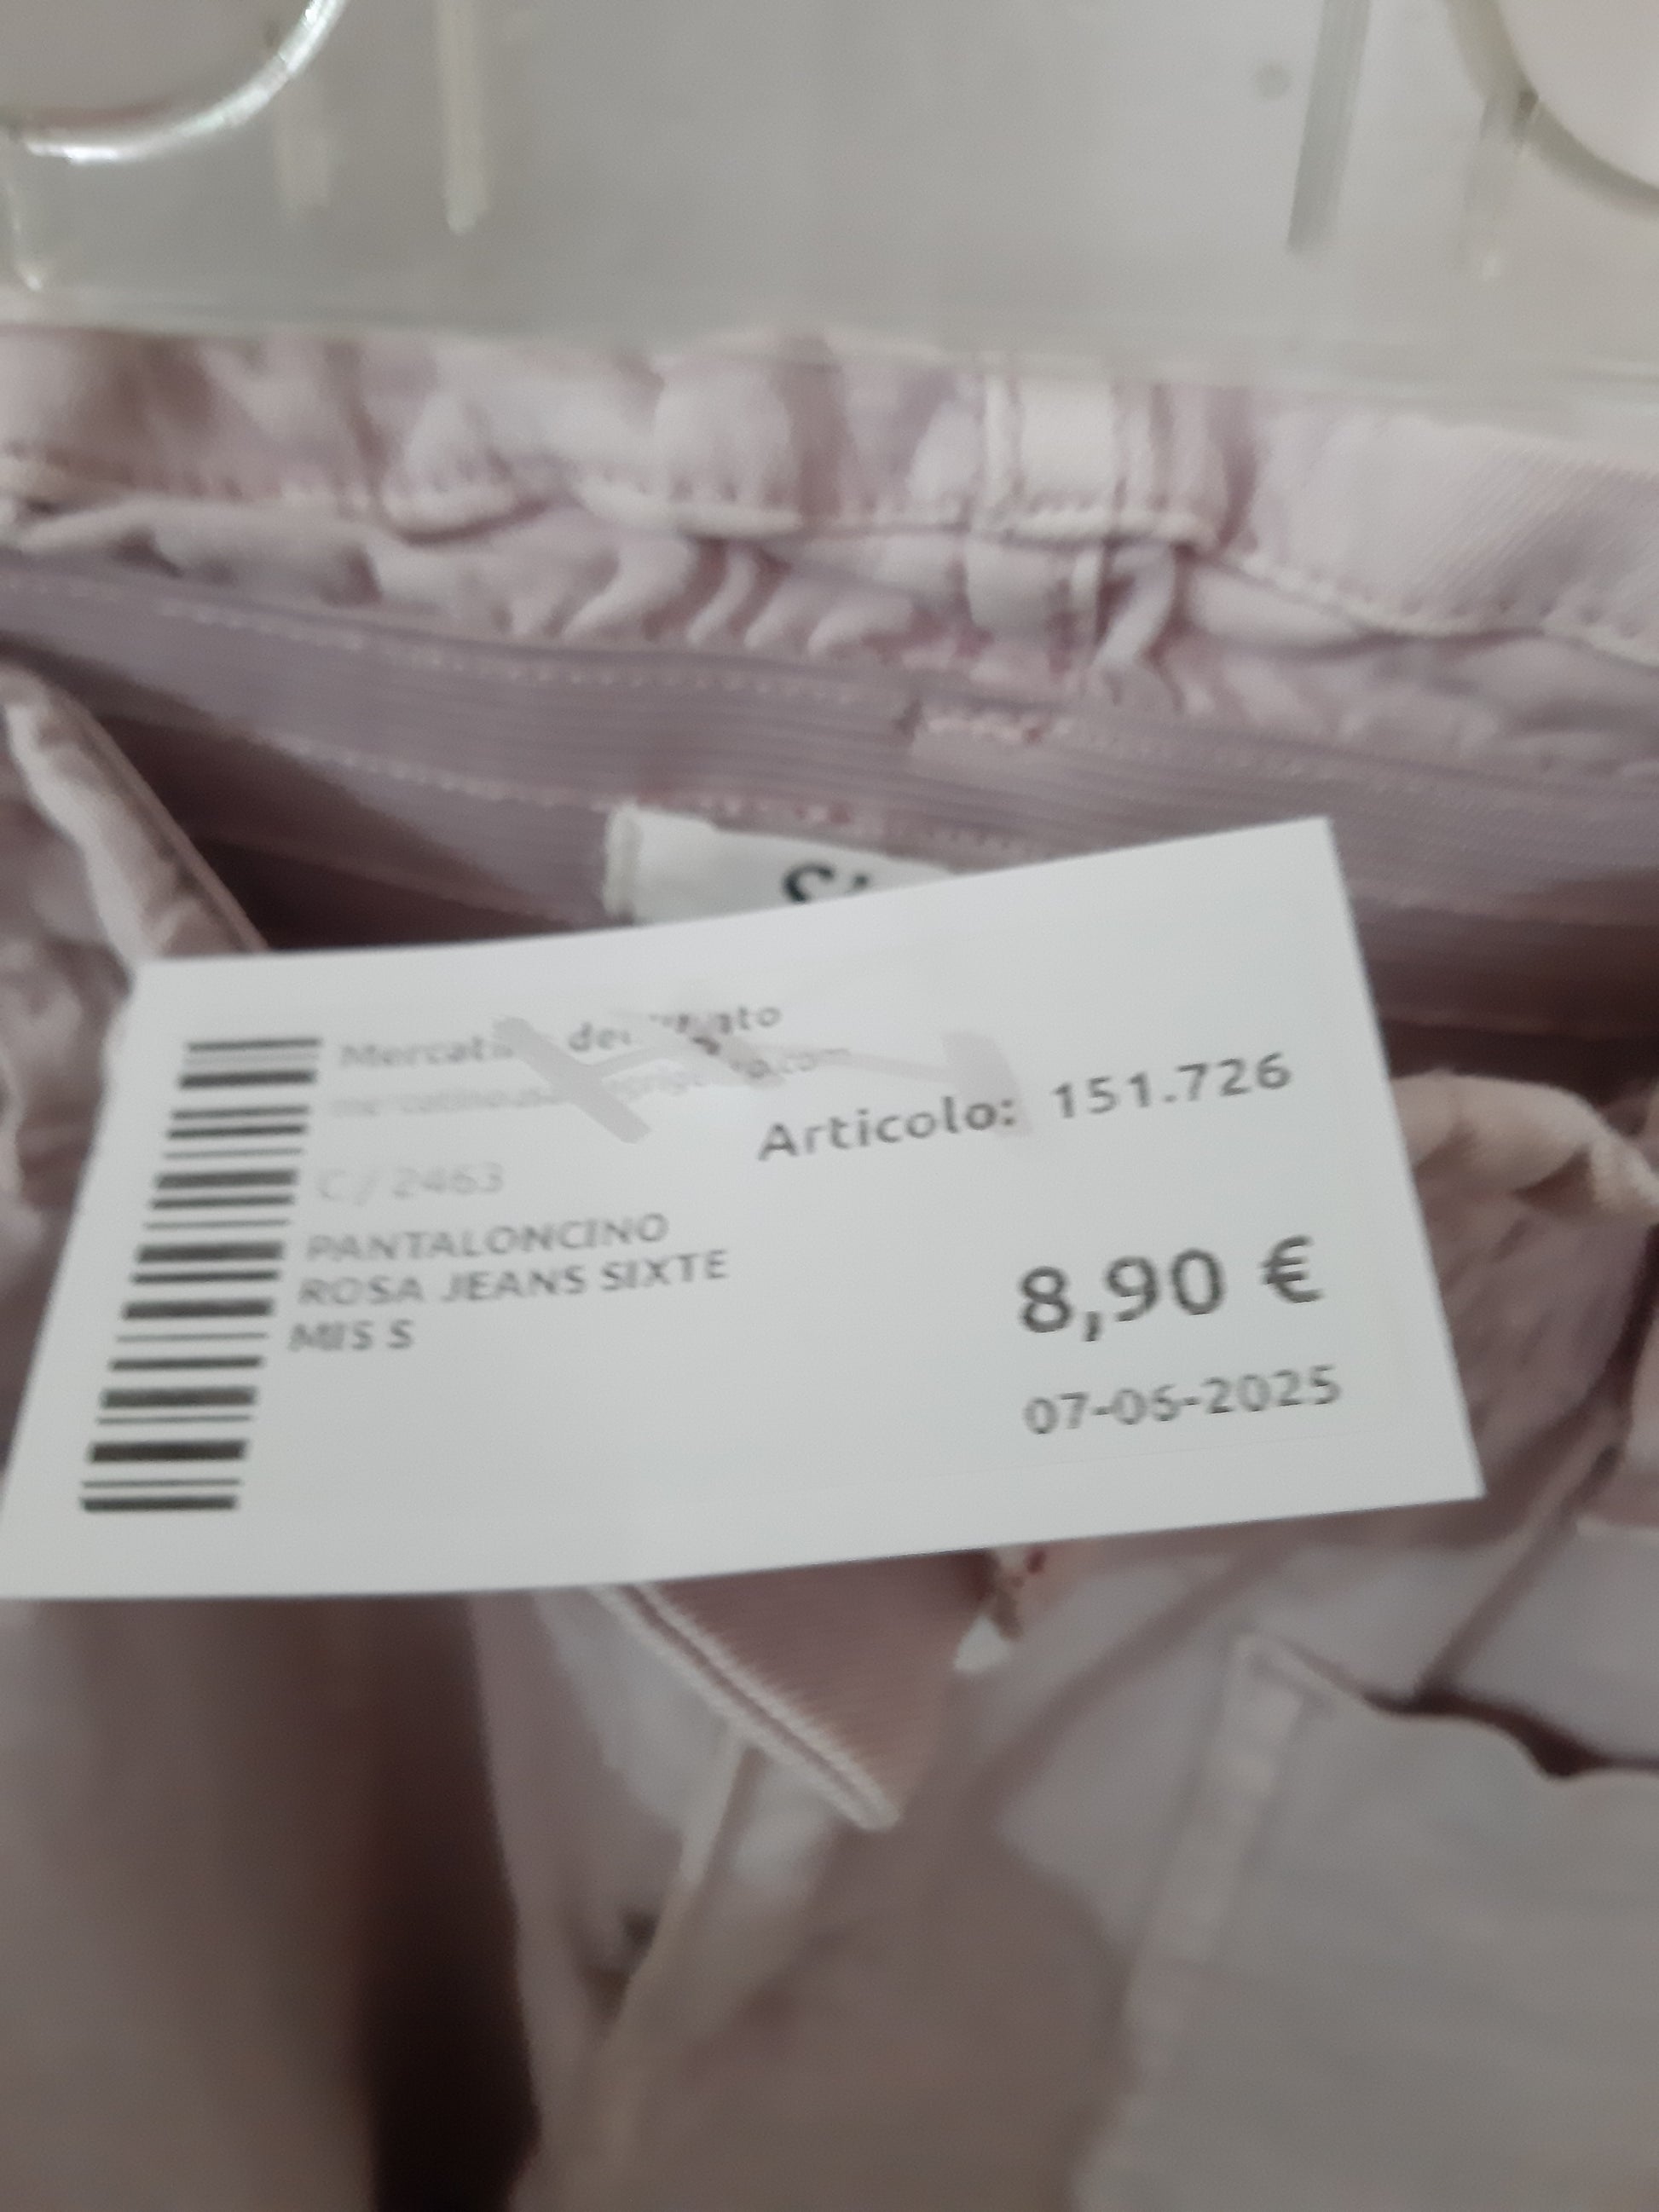 Articolo: 151.726
C / 2463
PANTALONCINO
ROSA JEANS SIXTE
MIS S
8,90 €
07-06-2025